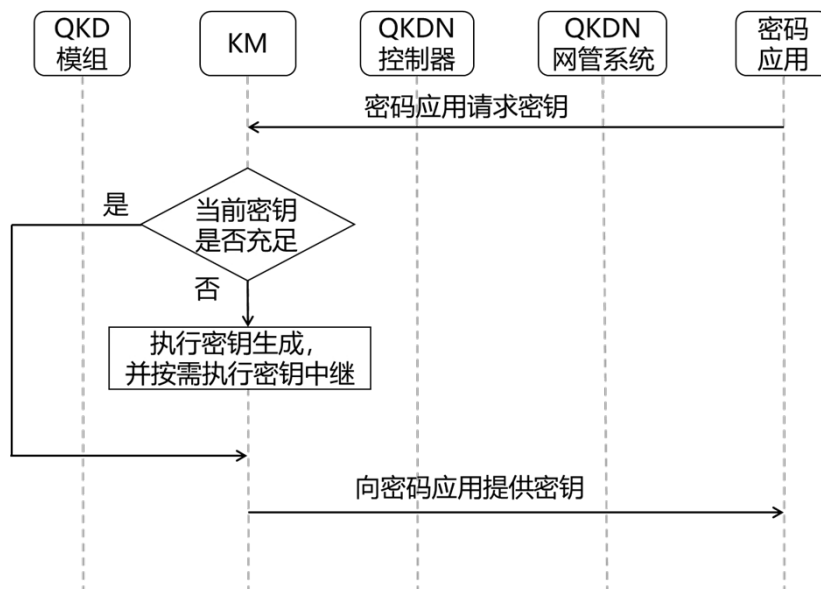 QKD
模组
KM
QKDN
控制器
QKDN
网管系统
密码
应用
密码应用请求密钥
是
当前密钥
是否充足
否
执行密钥生成，
并按需执行密钥中继
向密码应用提供密钥